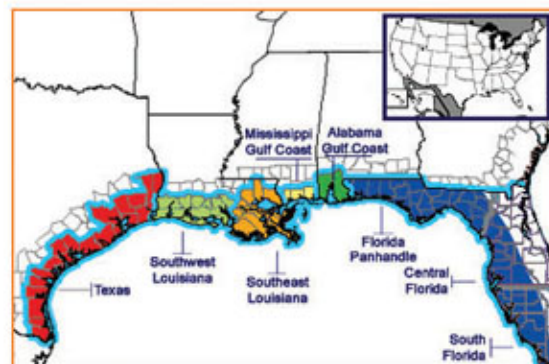 Mississippi
Gulf Coast
Alabama
Gulf Coast
Southwest
Louisiana
Southeast
Louisiana
Florida
Panhandle
Central
Florida
Texas
South
Florida